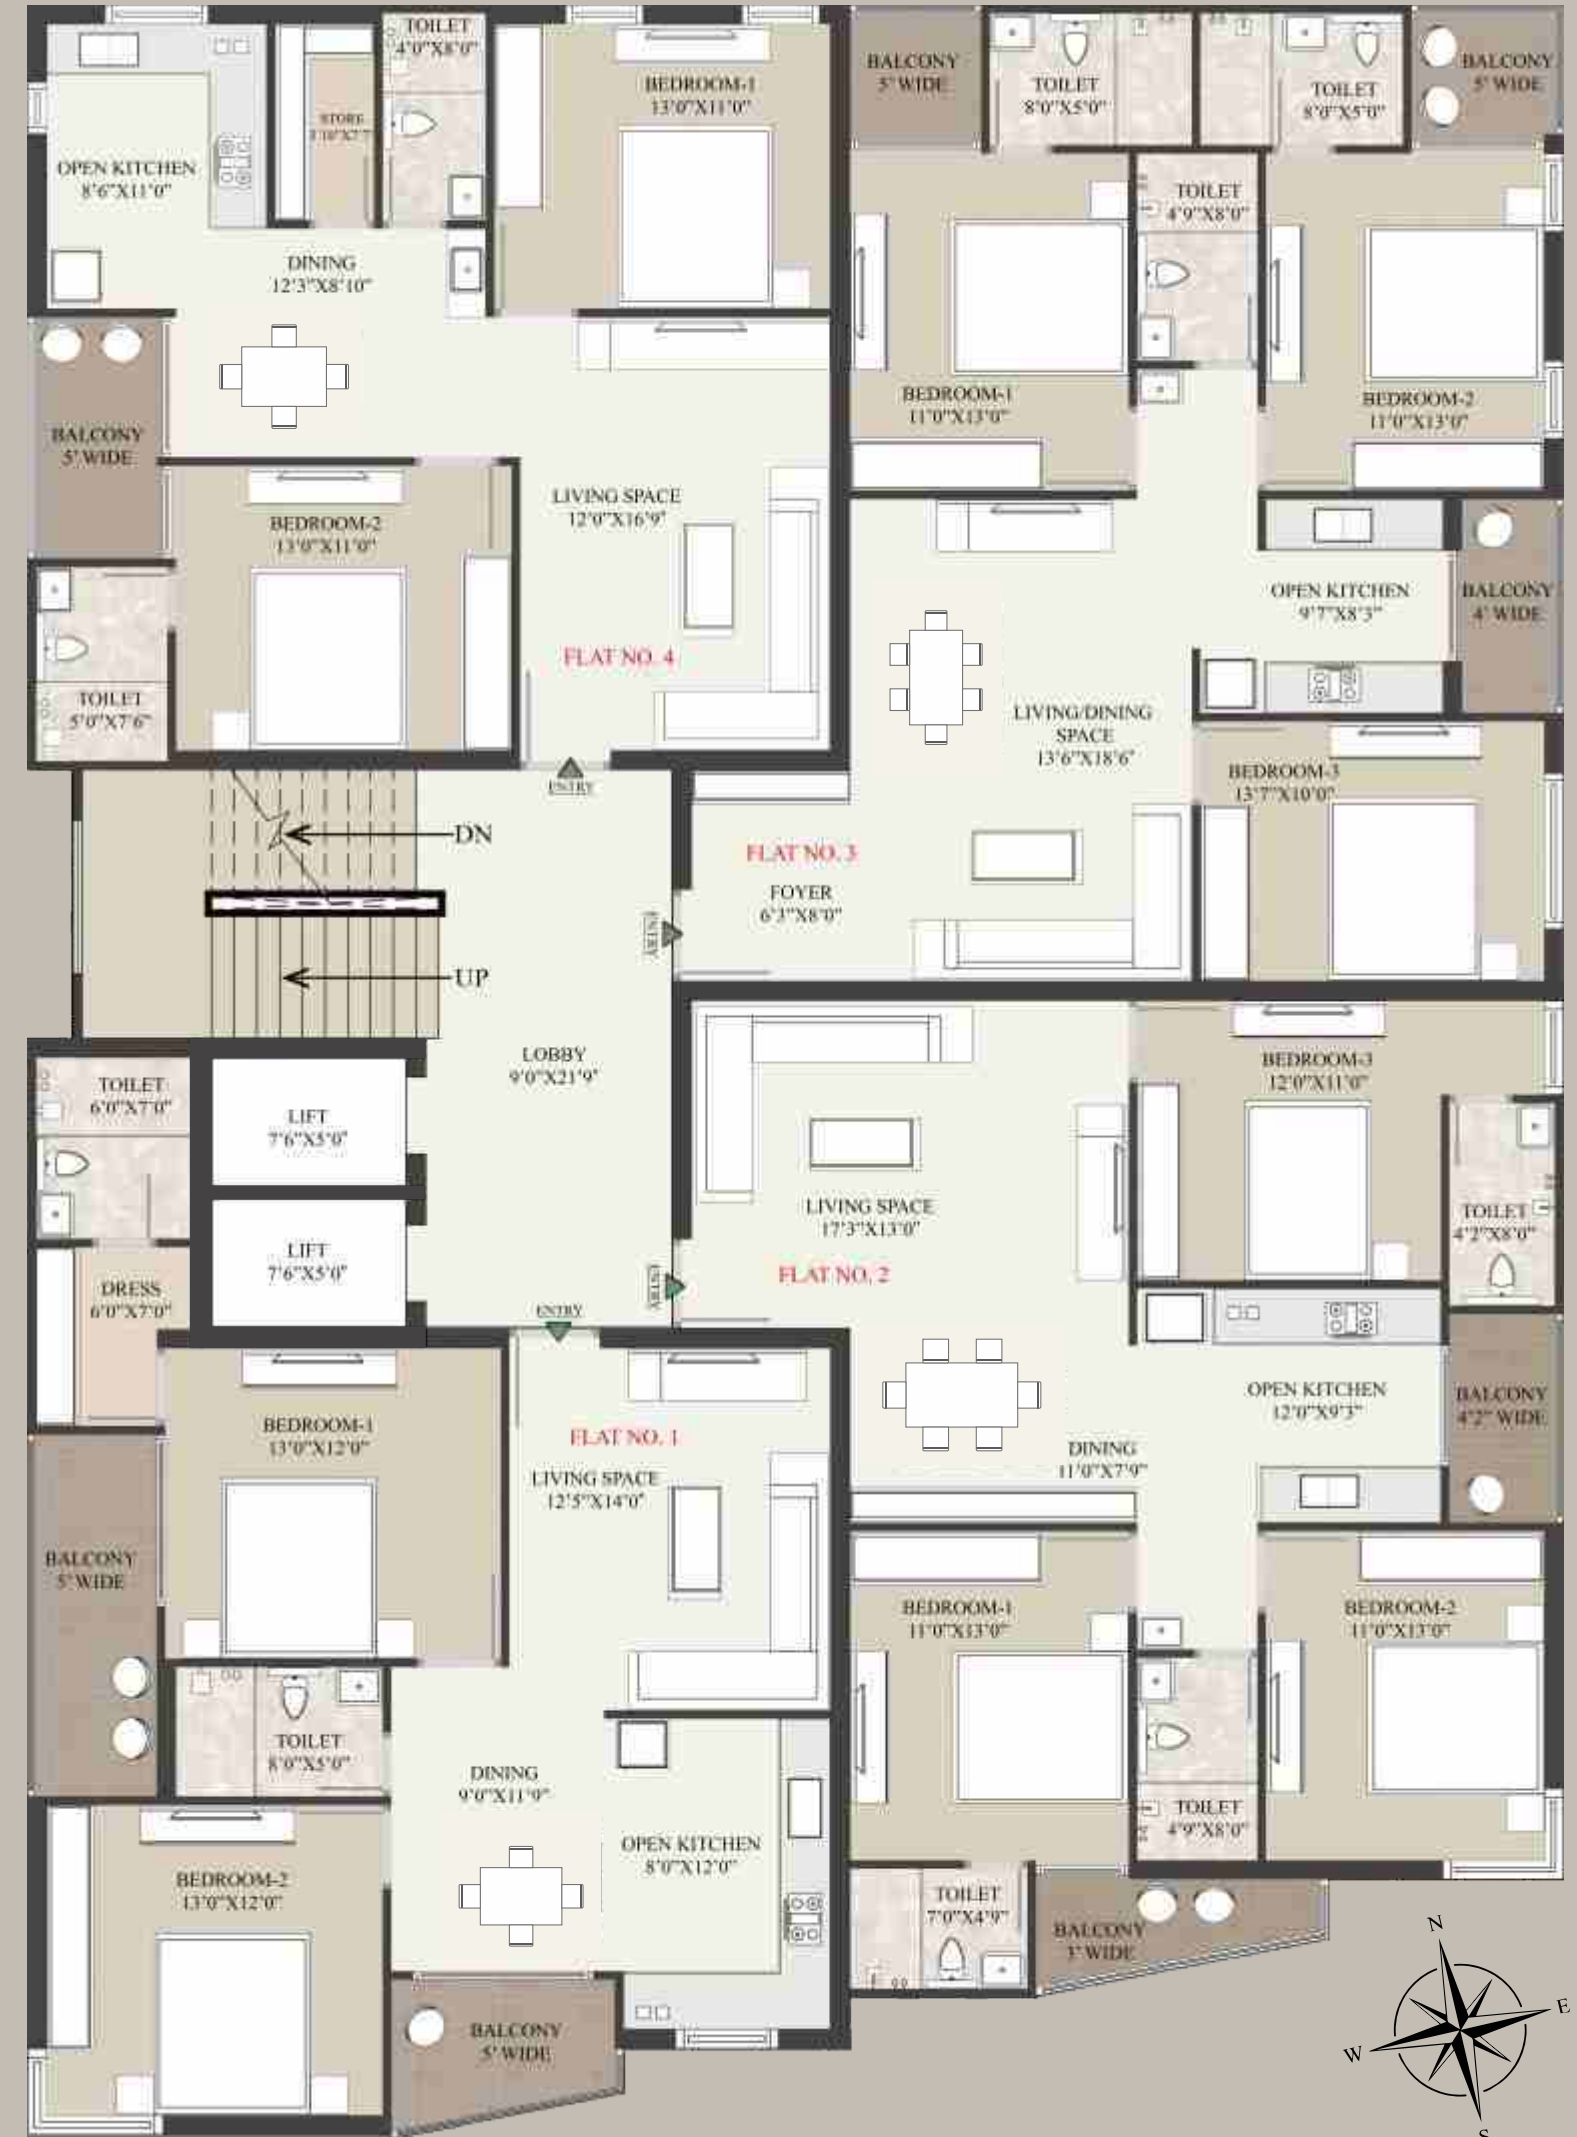 TOILET
4'0"X8'0"
BEDROOM-1
13'0"X11'0"
STORE
OPEN KITCHEN
8'6"X11'0"
DINING
12'3"X8'10"
BALCONY
5' WIDE
BEDROOM-2
13'0"X11'0"
LIVING SPACE
12'0"X16'9"
FLAT NO. 4
TOILET
5'0"X7'6"
ENTRY
BALCONY
5' WIDE
TOILET
8'0"X5'0"
TOILET
8'0"X5'0"
BALCONY
5' WIDE
TOILET
4'9"X8'0"
BEDROOM-1
11'0"X13'0"
BEDROOM-2
11'0"X13'0"
OPEN KITCHEN
9'7"X8'3"
BALCONY
4' WIDE
LIVING/DINING
SPACE
13'6"X18'6"
BEDROOM-3
13'7"X10'0"
FLAT NO. 3
FOYER
6'3"X8'0"
ENTRY
DN
UP
LOBBY
9'0"X21'9"
LIFT
7'6"X5'0"
LIFT
7'6"X5'0"
ENTRY
ENTRY
BEDROOM-3
12'0"X11'0"
LIVING SPACE
17'3"X13'0"
FLAT NO. 2
TOILET
4'2"X8'0"
OPEN KITCHEN
12'0"X9'3"
BALCONY
4'2" WIDE
DINING
11'0"X7'9"
BEDROOM-1
11'0"X13'0"
BEDROOM-2
11'0"X13'0"
TOILET
4'9"X8'0"
TOILET
7'0"X4'9"
BALCONY
WIDE
TOILET
6'0"X7'0"
DRESS
6'0"X7'0"
BEDROOM-1
13'0"X12'0"
FLAT NO. 1
LIVING SPACE
12'5"X14'0"
BALCONY
5' WIDE
TOILET
8'0"X5'0"
DINING
9'0"X11'9"
OPEN KITCHEN
8'0"X12'0"
BEDROOM-2
13'0"X12'0"
BALCONY
5' WIDE
N
E
W
S